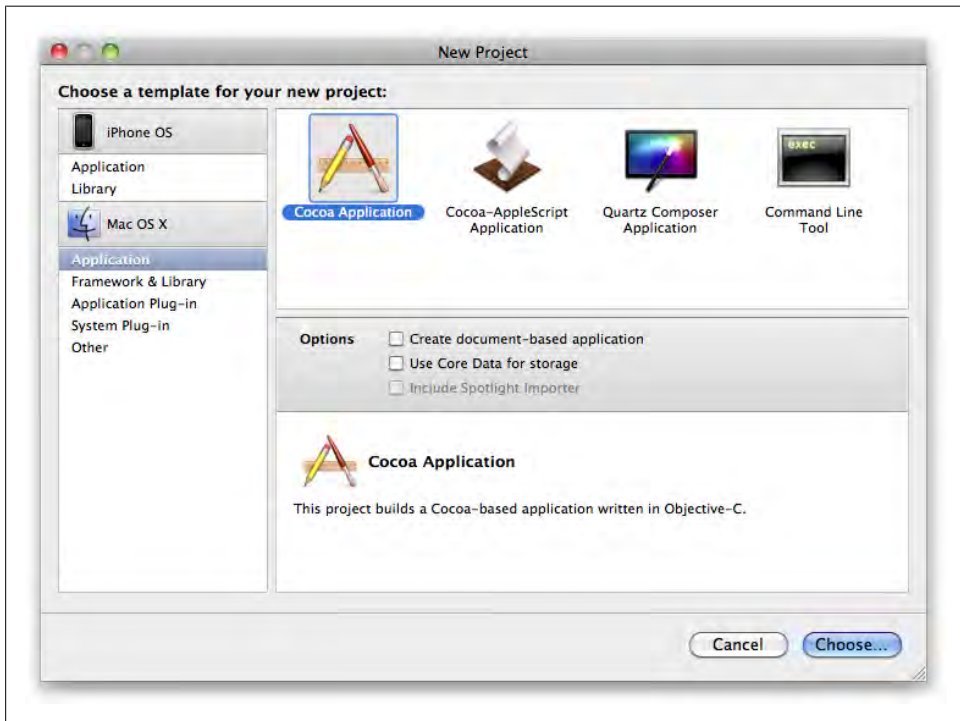 New Project
Choose a template for your new project:
iPhone OS
Application
Library
Mac OS X
Application
Framework & Library
Application Plug-in
System Plug-in
Other
Cocoa Application
Cocoa-AppleScript
Application
Quartz Composer
Application
exec
Command Line
Tool
Options
Create document-based application
Use Core Data for storage
Include Spotlight Importer
Cocoa Application
This project builds a Cocoa-based application written in Objective-C.
Cancel
Choose...